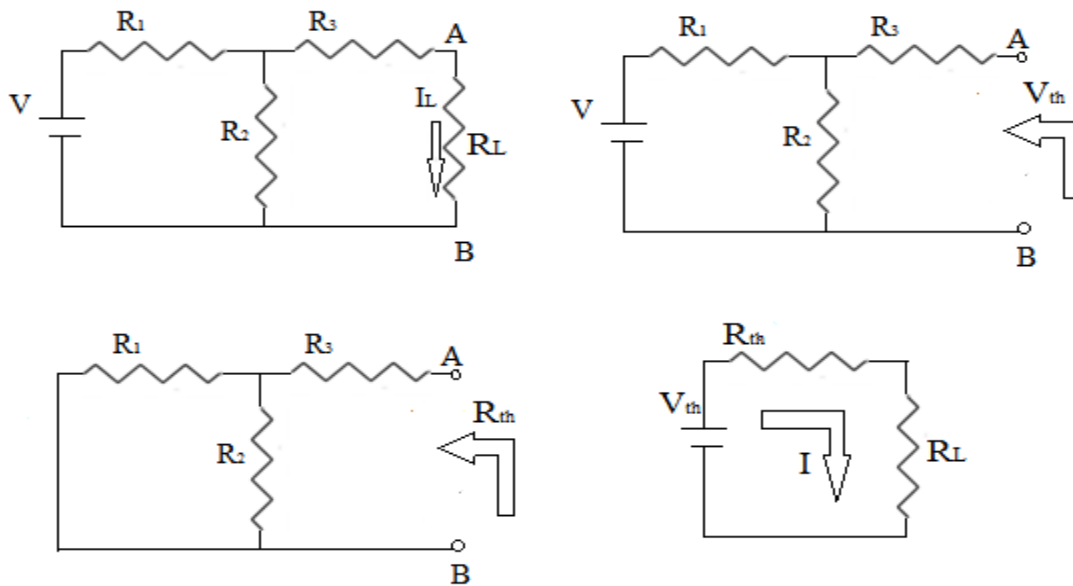 R1 R3 A
V R2 IL RL
B
R1 R3 A
V R2 Vth
B
R1 R3 A
R2 Rth
B
Rth
Vth I RL